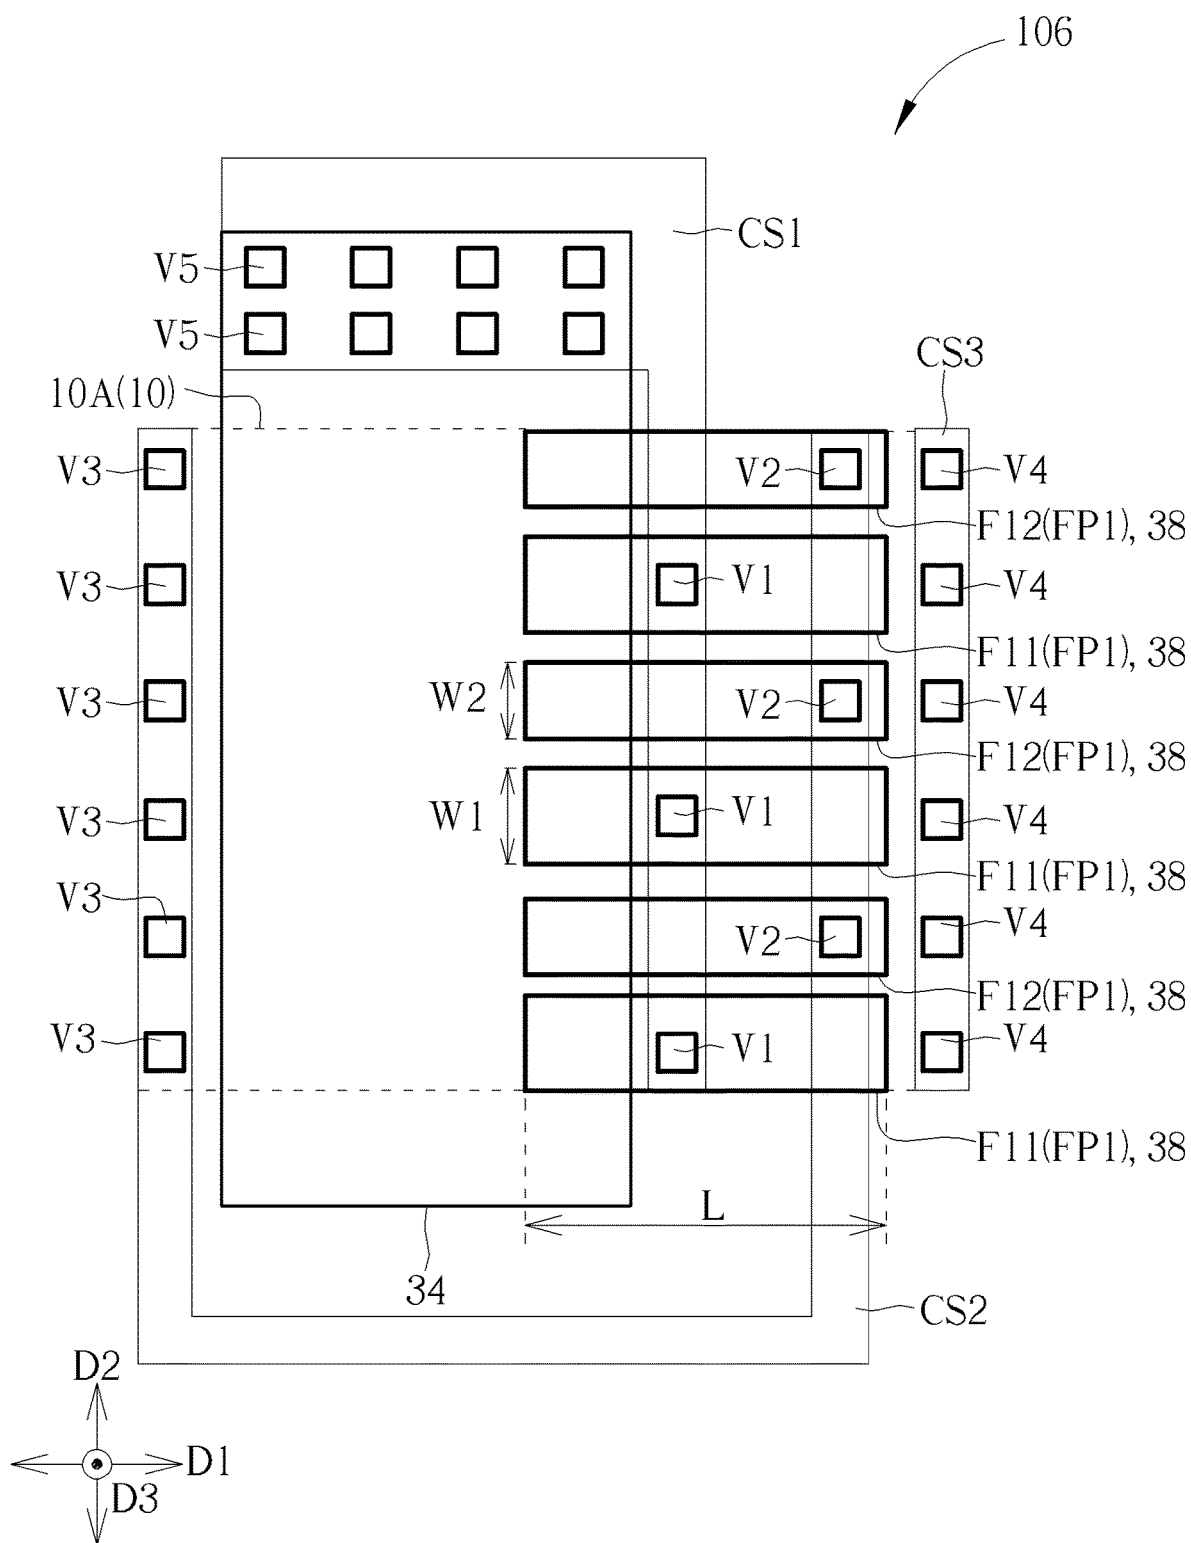 106
CS1
V5
V5
CS3
10A(10)
V3
V2
V4
F12(FP1), 38
V3
V1
V4
F11(FP1), 38
V3
W2
V2
V4
F12(FP1), 38
V3
W1
V1
V4
F11(FP1), 38
V3
V2
V4
F12(FP1), 38
V3
V1
V4
F11(FP1), 38
L
34
CS2
D2
D1
D3